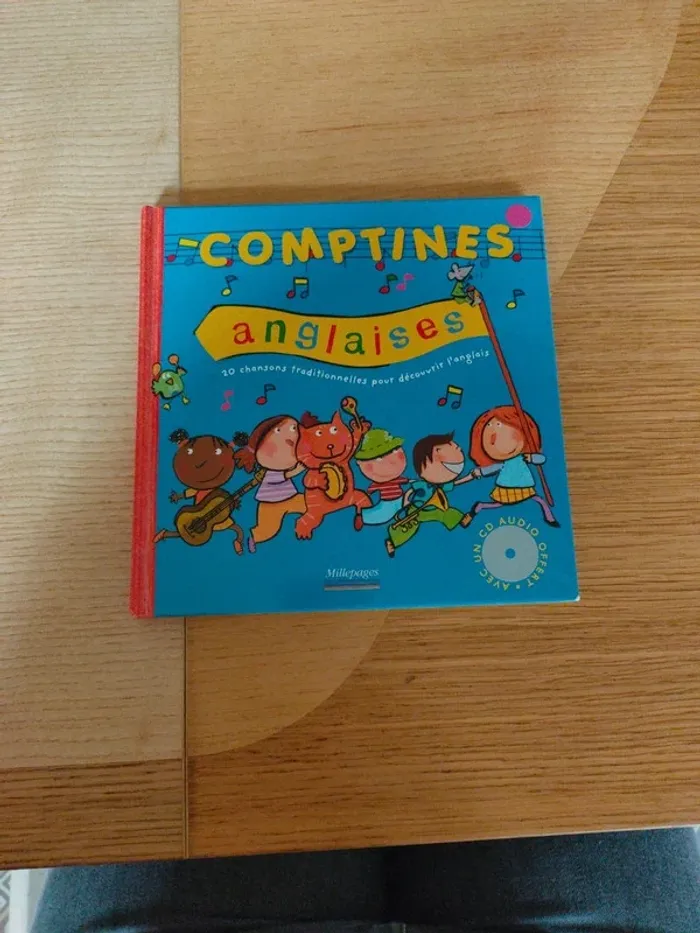 COMPTINES
anglaises
20 chansons traditionnelles pour découvrir l'anglais
AVEC UN CD AUDIO OFFERT •
Millepages